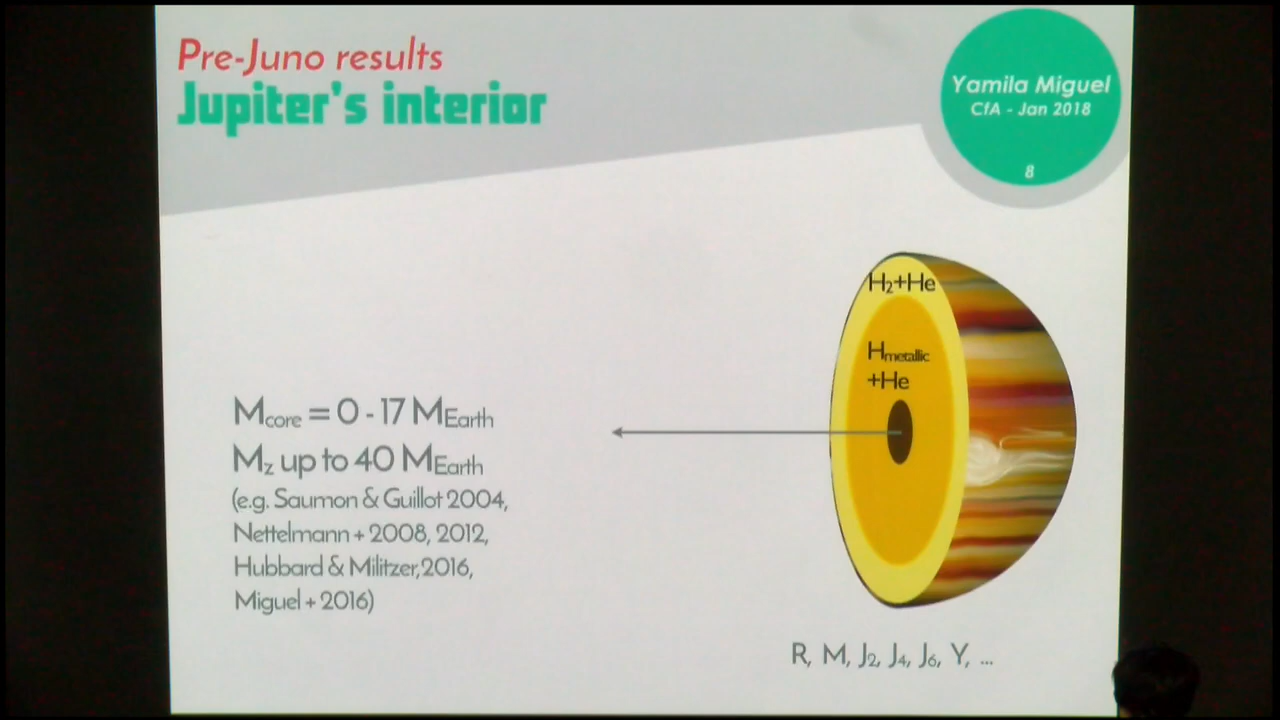 Pre-Juno results
Jupiter's interior
Yamila Miguel
CfA - Jan 2018
8
H₂+He
Hmetallic
+He
Mcore = 0 - 17 MEarth
Mz up to 40 MEarth
(e.g. Saumon & Guillot 2004,
Nettelmann + 2008, 2012,
Hubbard & Militzer,2016,
Miguel + 2016)
R, M, J₂, J₄, J₆, Y, ...